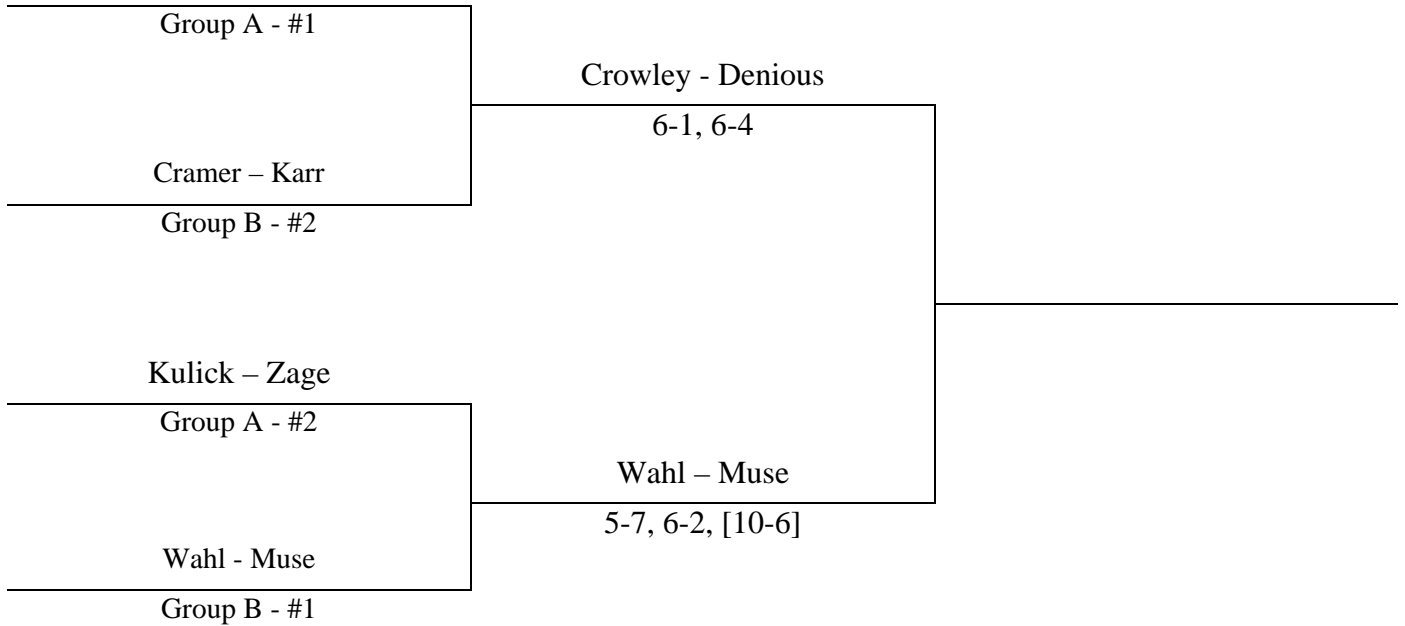 Group A - #1
Crowley - Denious
6-1, 6-4
Cramer – Karr
Group B - #2
Kulick – Zage
Group A - #2
Wahl – Muse
5-7, 6-2, [10-6]
Wahl - Muse
Group B - #1